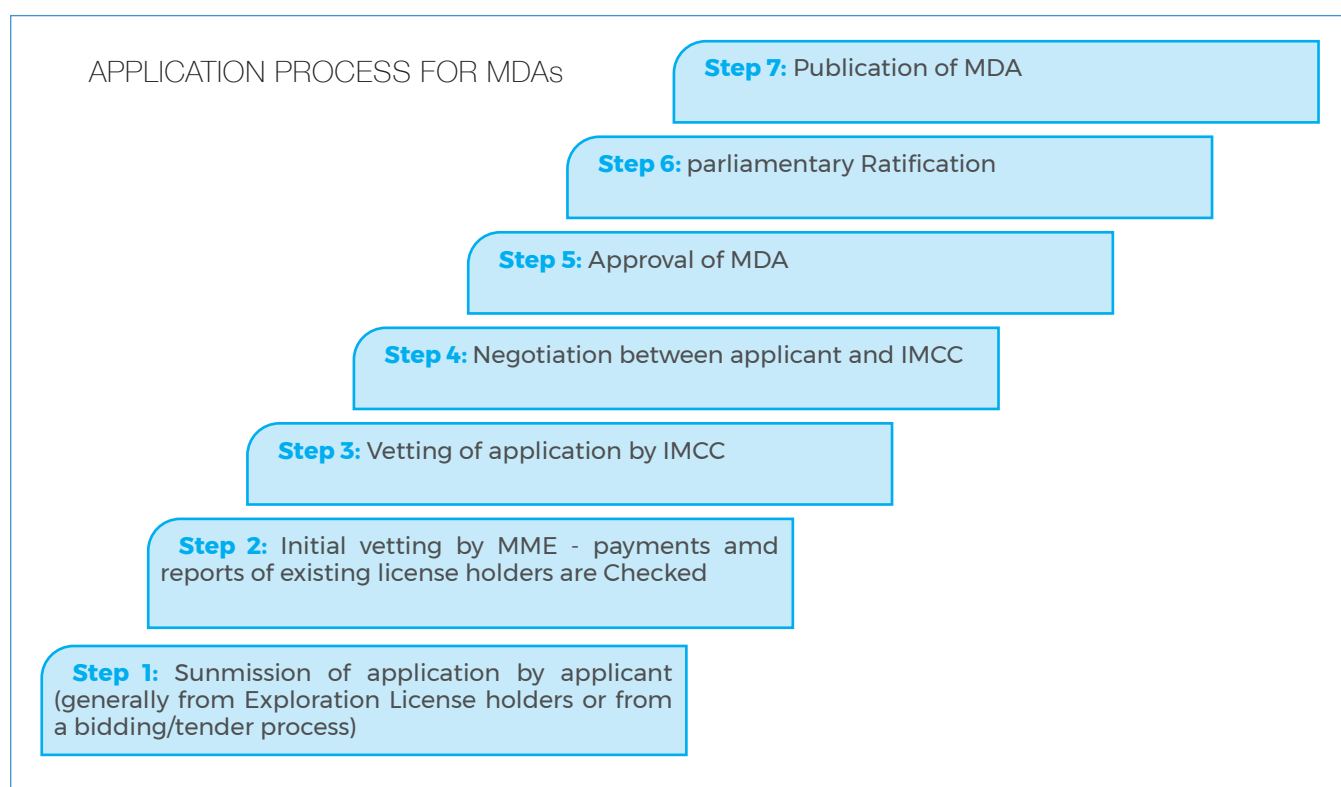 APPLICATION PROCESS FOR MDAs
Step 7: Publication of MDA
Step 6: parliamentary Ratification
Step 5: Approval of MDA
Step 4: Negotiation between applicant and IMCC
Step 3: Vetting of application by IMCC
Step 2: Initial vetting by MME - payments amd
reports of existing license holders are Checked
Step 1: Sunmission of application by applicant
(generally from Exploration License holders or from
a bidding/tender process)